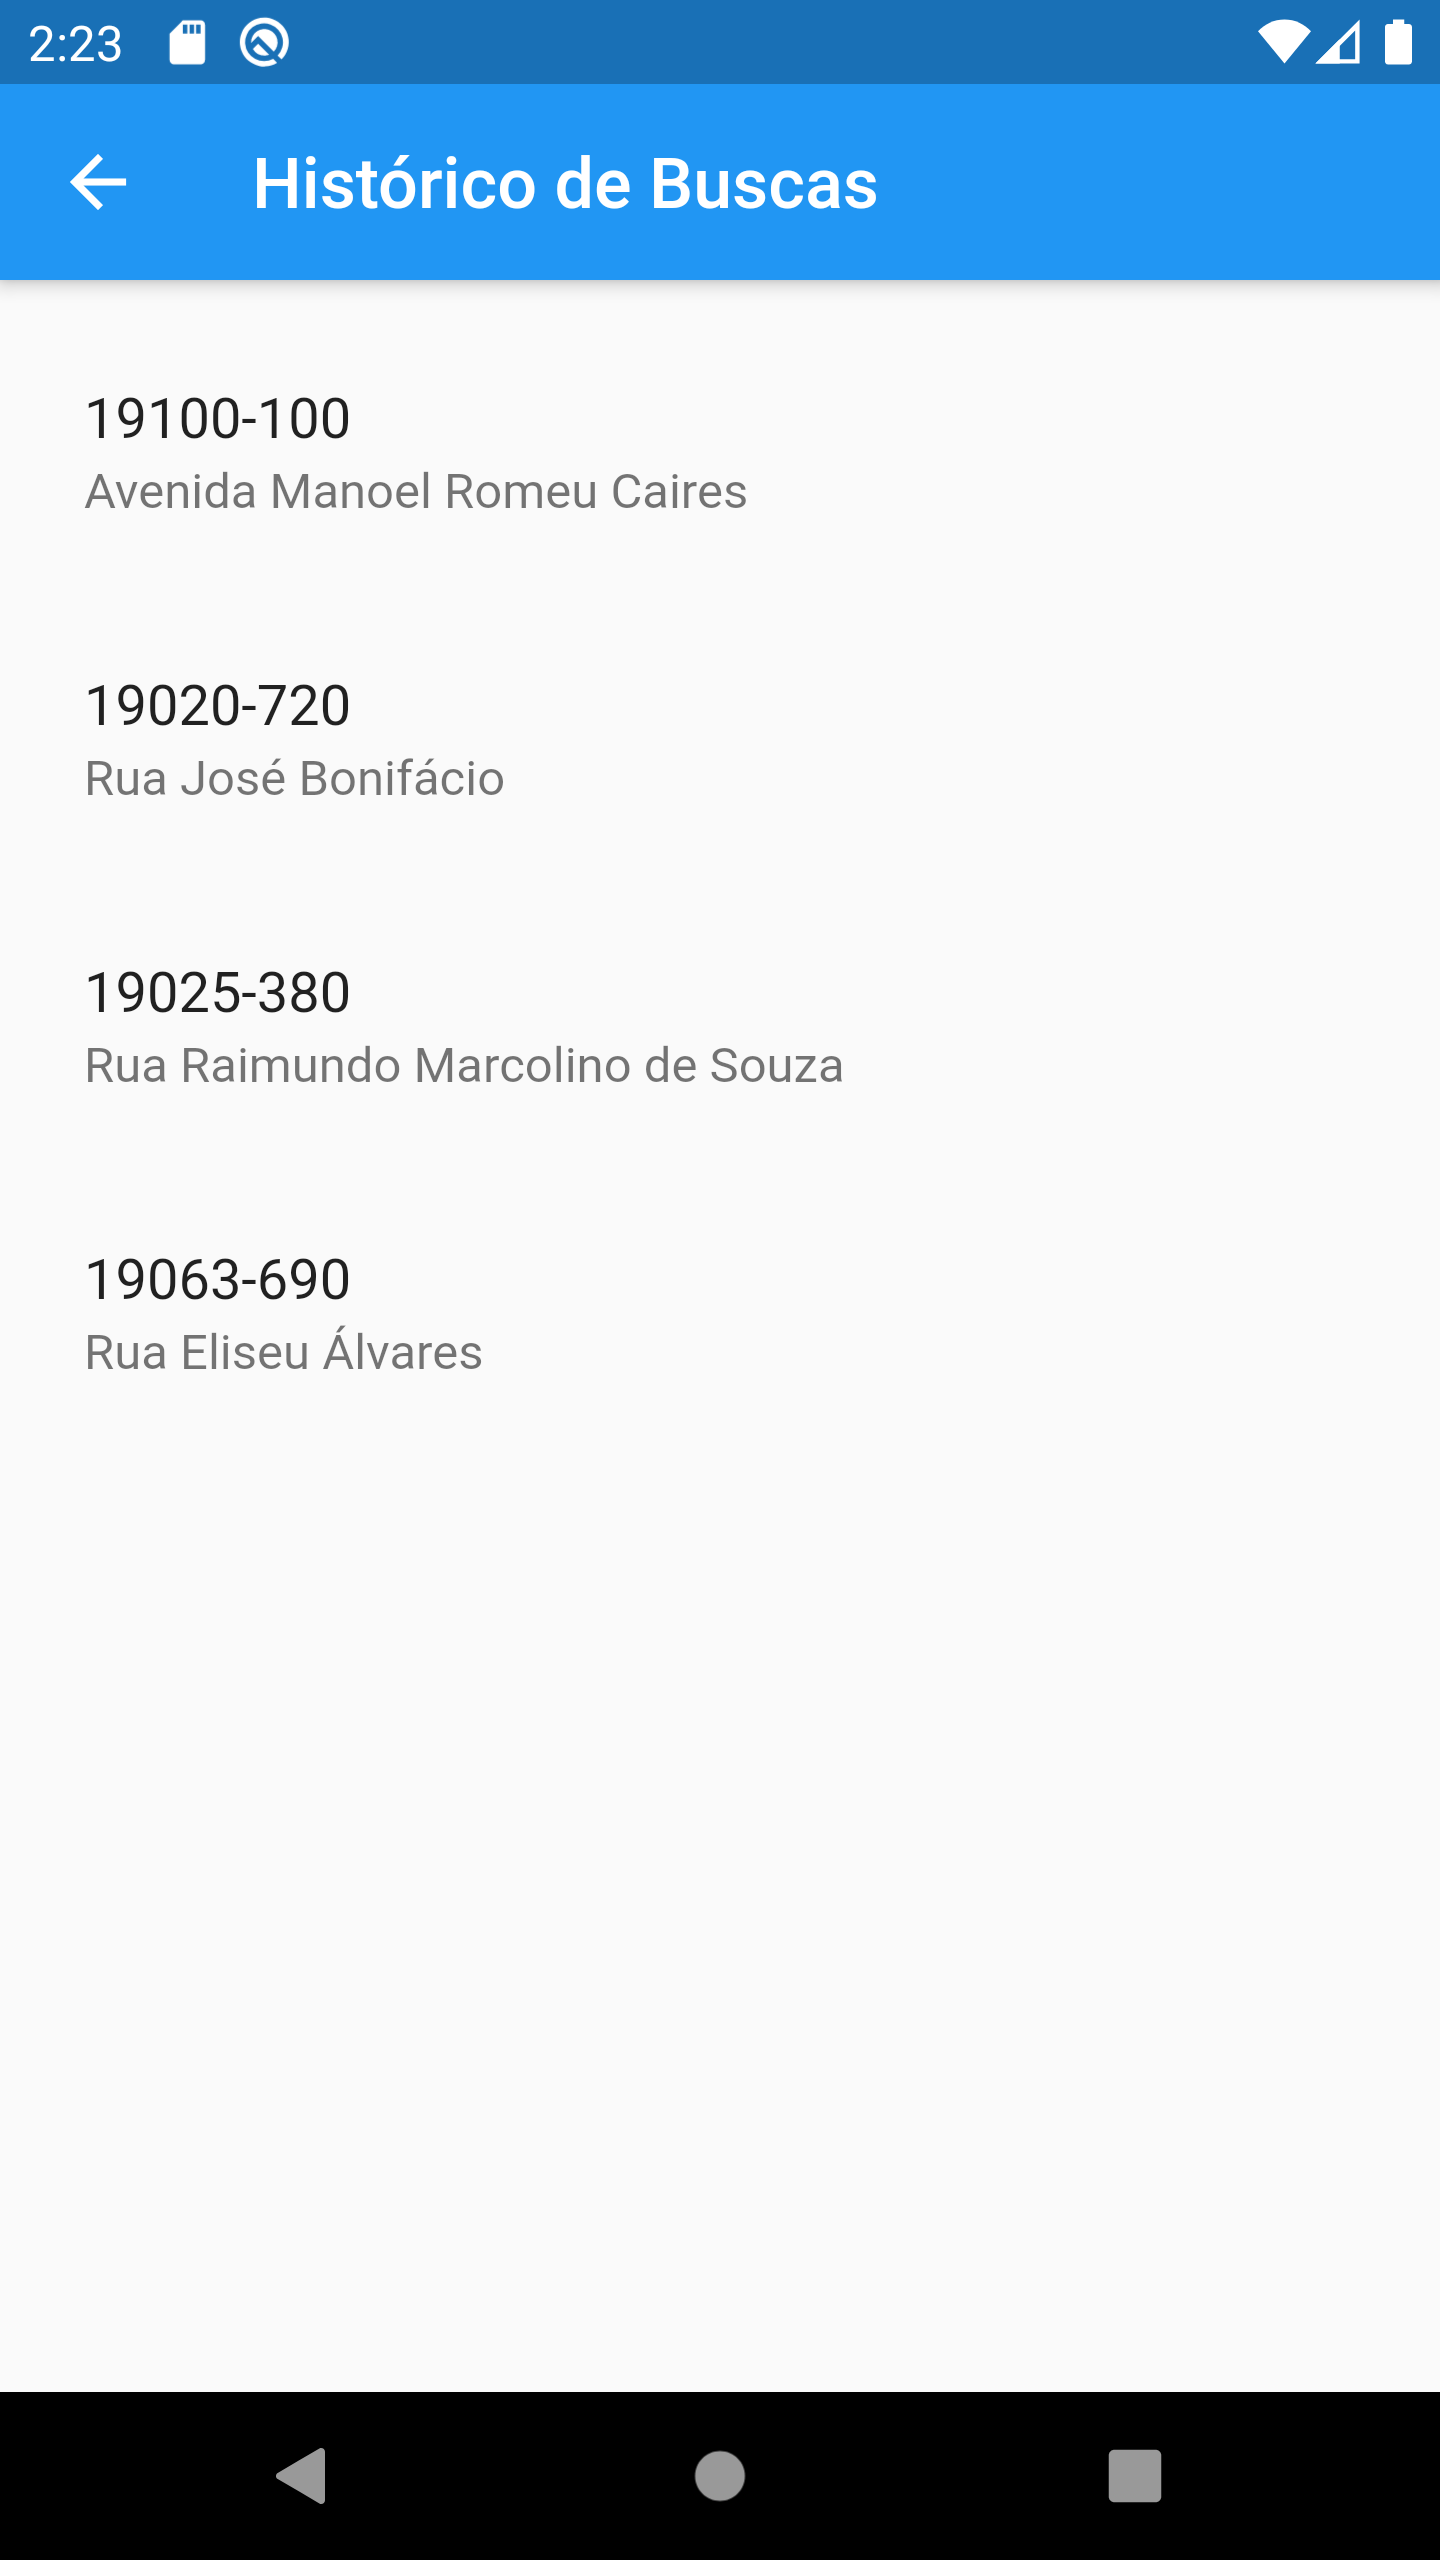 2:23
Histórico de Buscas
19100-100
Avenida Manoel Romeu Caires
19020-720
Rua José Bonifácio
19025-380
Rua Raimundo Marcolino de Souza
19063-690
Rua Eliseu Álvares